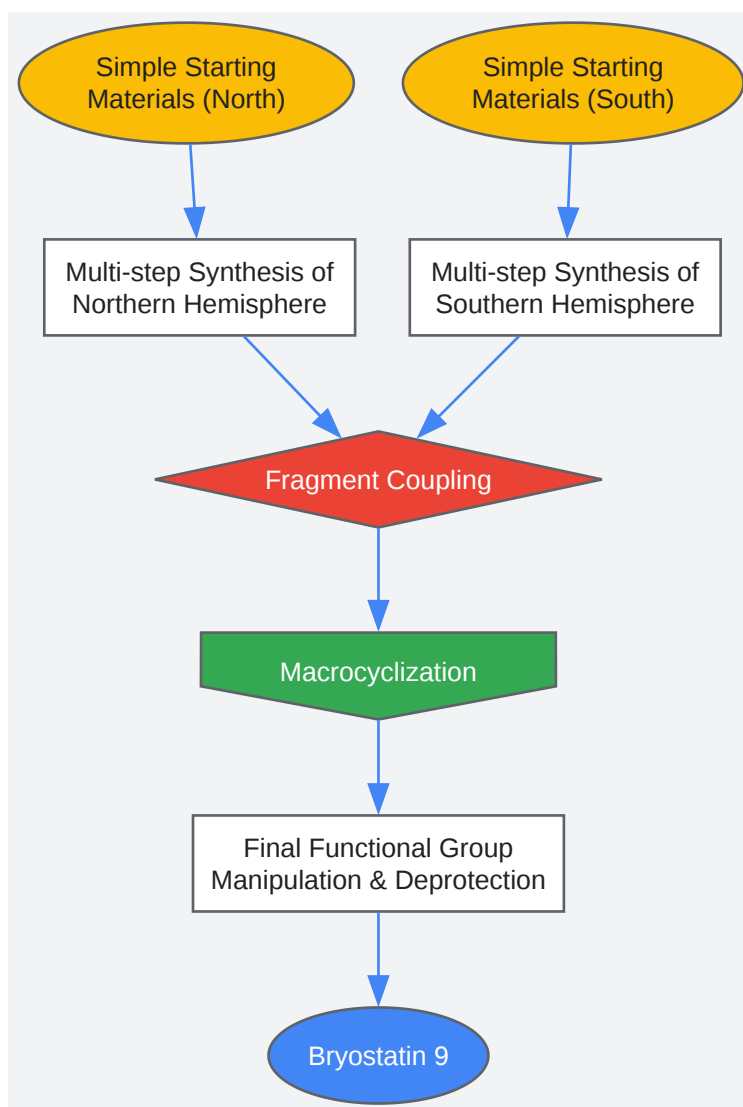 Simple Starting
Materials (North)
Simple Starting
Materials (South)
Multi-step Synthesis of
Northern Hemisphere
Multi-step Synthesis of
Southern Hemisphere
Fragment Coupling
Macrocyclization
Final Functional Group
Manipulation & Deprotection
Bryostatin 9